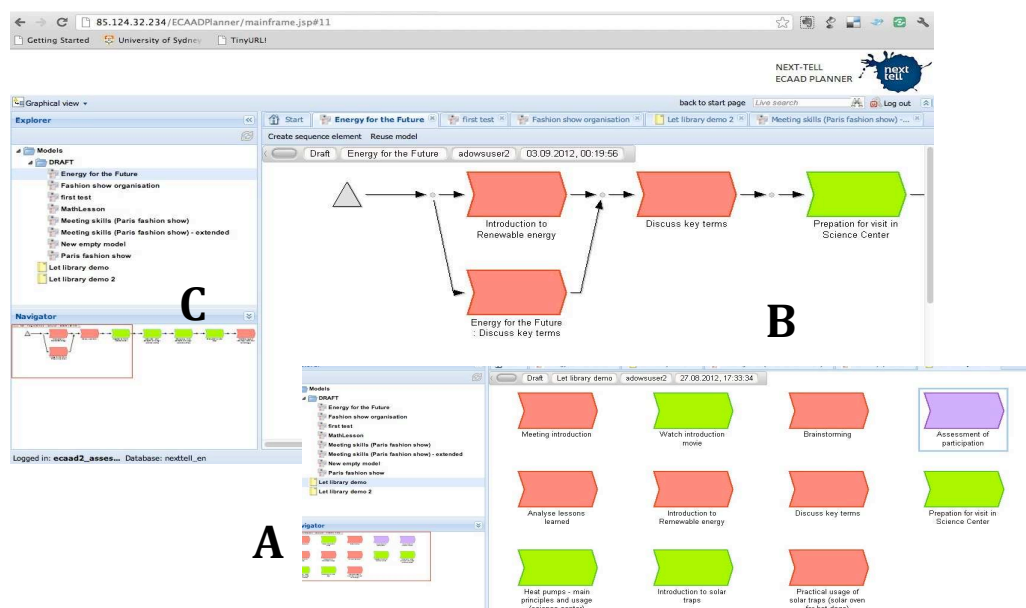 85.124.32.234/ECAADPlanner/mainframe.jsp#11
Getting Started University of Sydney TinyURL!
NEXT-TELL
ECAAD PLANNER
next
tell
Graphical view
back to start page Live search Log out
Explorer
Start Energy for the Future first test Fashion show organisation Let library demo 2 Meeting skills (Paris fashion show) -...
Create sequence element Reuse model
Draft Energy for the Future adowsuser2 03.09.2012, 00:19:56
Models
DRAFT
Energy for the Future
Fashion show organisation
first test
MathLesson
Meeting skills (Paris fashion show)
Meeting skills (Paris fashion show) - extended
New empty model
Paris fashion show
Let library demo
Let library demo 2
Introduction to
Renewable energy
Discuss key terms
Prepation for visit in
Science Center
Energy for the Future
: Discuss key terms
C
B
Navigator
Logged in: ecaad2_asses... Database: nexttell_en
A
Draft Let library demo adowsuser2 27.08.2012, 17:33:34
Models
DRAFT
Energy for the Future
Fashion show organisation
first test
MathLesson
Meeting skills (Paris fashion show)
Meeting skills (Paris fashion show) - extended
New empty model
Paris fashion show
Let library demo
Let library demo 2
vigator
Meeting introduction
Watch introduction
movie
Brainstorming
Assessment of
participation
Analyse lessons
learned
Introduction to
Remewable energy
Discuss key terms
Prepation for visit in
Science Center
Heat pumps - main
principles and usage
(science center)
Introduction to solar
traps
Practical usage of
solar traps (solar oven
for hot dogs)